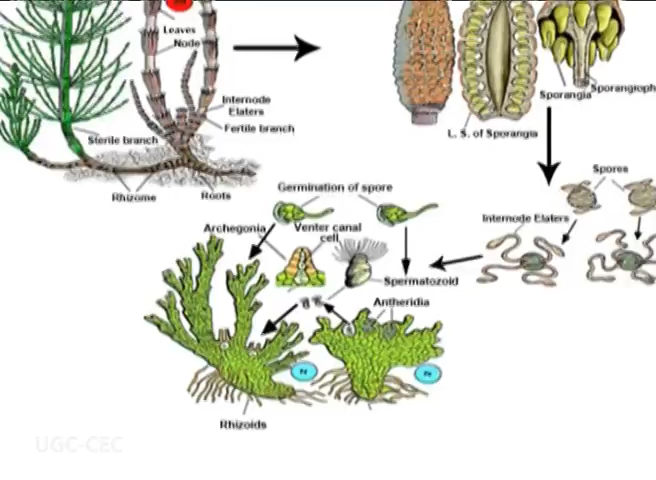 Leaves
Node
Internode
Elaters
Fertile branch
Sterile branch
Rhizome
Roots
L. S. of Sporangia
Sporangia
Sporangioph
Spores
Internode Elaters
Germination of spore
Archegonia
Venter canal
cell
Spermatozoid
Antheridia
Rhizoids
UGC-CEC